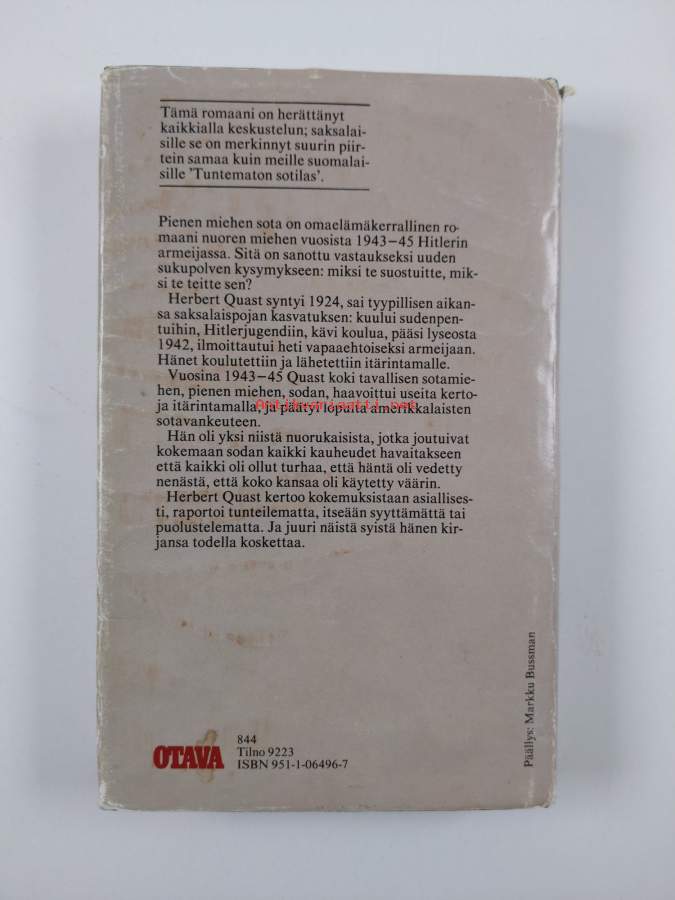 Tämä romaani on herättänyt
kaikkialla keskustelun; saksalai-
sille se on merkinnyt suurin piir-
tein samaa kuin meille suomalai-
sille 'Tuntematon sotilas'.
Pienen miehen sota on omaelämäkerrallinen ro-
maani nuoren miehen vuosista 1943–45 Hitlerin
armeijassa. Sitä on sanottu vastaukseksi uuden
sukupolven kysymykseen: miksi te suostuitte, mik-
si te teitte sen?
Herbert Quast syntyi 1924, sai tyypillisen aikan-
sa saksalaispojan kasvatuksen: kuului sudenpen-
tuihin, Hitlerjugendiin, kävi koulua, pääsi lyseosta
1942, ilmoittautui heti vapaaehtoiseksi armeijaan.
Hänet koulutettiin ja lähetettiin itärintamalle.
Vuosina 1943–45 Quast koki tavallisen sotamie-
hen, pienen miehen, sodan, haavoittui useita kerto-
ja itärintamalla, ja päätyi lopulta amerikkalaisten
sotavankeuteen.
Hän oli yksi niistä nuorukaisista, jotka joutuivat
kokemaan sodan kaikki kauheudet havaitakseen
että kaikki oli ollut turhaa, että häntä oli vedetty
nenästä, että koko kansaa oli käytetty väärin.
Herbert Quast kertoo kokemuksistaan asiallises-
ti, raportoi tunteilematta, itseään syyttämättä tai
puolustelematta. Ja juuri näistä syistä hänen kir-
jansa todella koskettaa.
Päällys: Markku Bussman
OTAVA
844
Tilno 9223
ISBN 951-1-06496-7